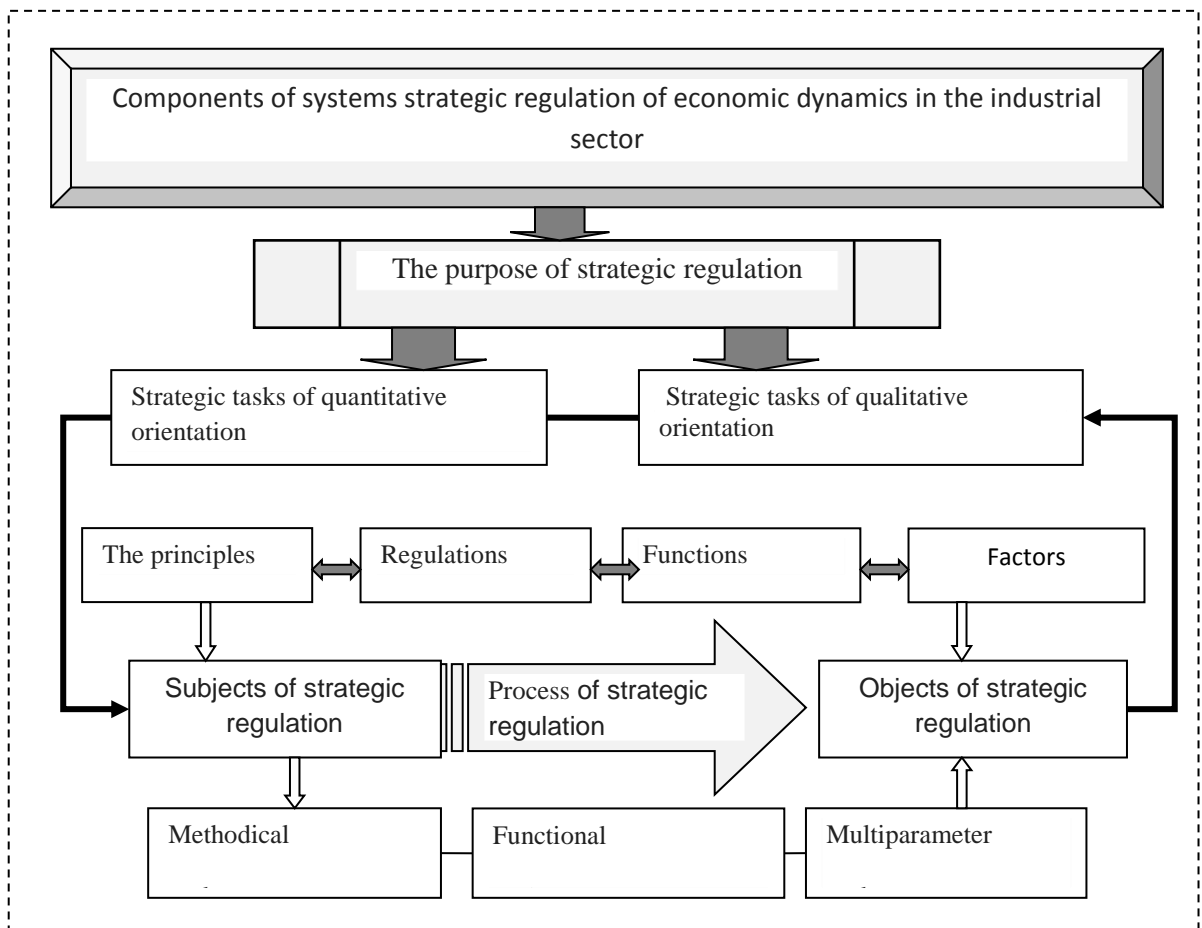 Components of systems strategic regulation of economic dynamics in the industrial
sector
The purpose of strategic regulation
Strategic tasks of quantitative
orientation
Strategic tasks of qualitative
orientation
The principles
Regulations
Functions
Factors
Subjects of strategic
regulation
Process of strategic
regulation
Objects of strategic
regulation
Methodical
Functional
Multiparameter